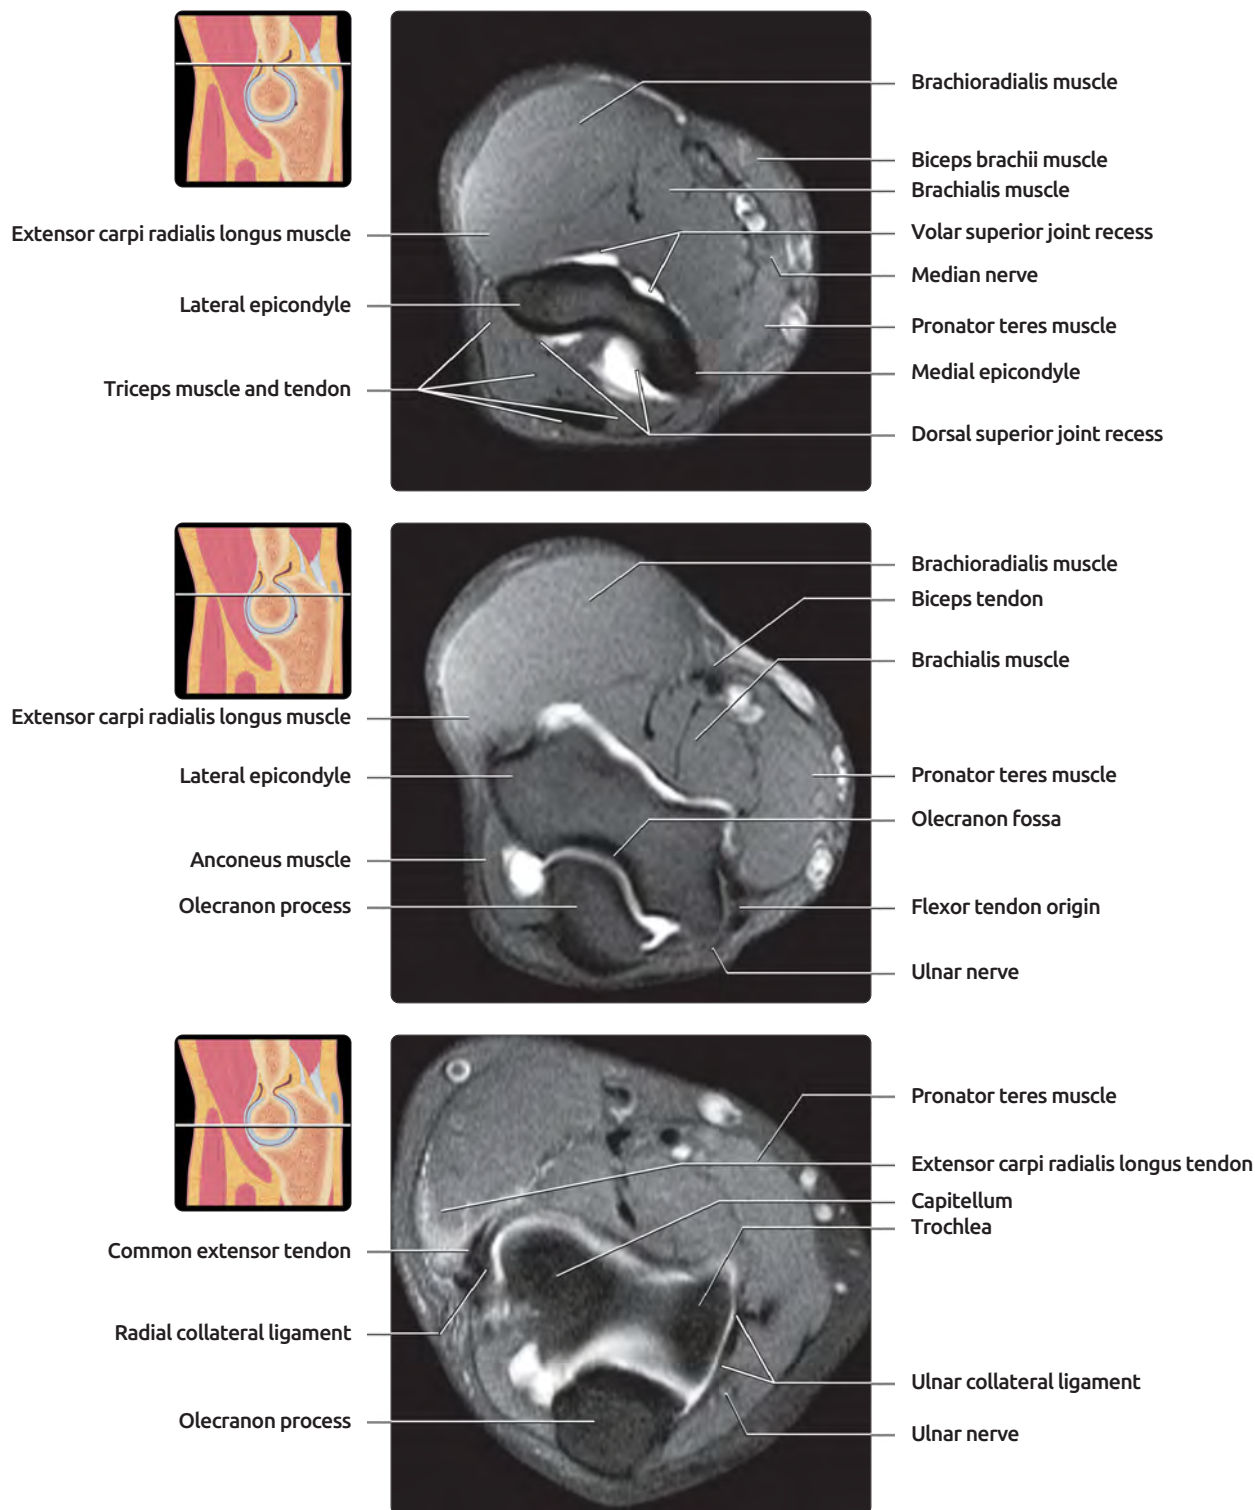 Brachioradialis muscle
Biceps brachii muscle
Brachialis muscle
Extensor carpi radialis longus muscle
Volar superior joint recess
Median nerve
Lateral epicondyle
Pronator teres muscle
Medial epicondyle
Triceps muscle and tendon
Dorsal superior joint recess
Brachioradialis muscle
Biceps tendon
Brachialis muscle
Extensor carpi radialis longus muscle
Lateral epicondyle
Pronator teres muscle
Olecranon fossa
Anconeus muscle
Olecranon process
Flexor tendon origin
Ulnar nerve
Pronator teres muscle
Extensor carpi radialis longus tendon
Capitellum
Trochlea
Common extensor tendon
Radial collateral ligament
Ulnar collateral ligament
Olecranon process
Ulnar nerve